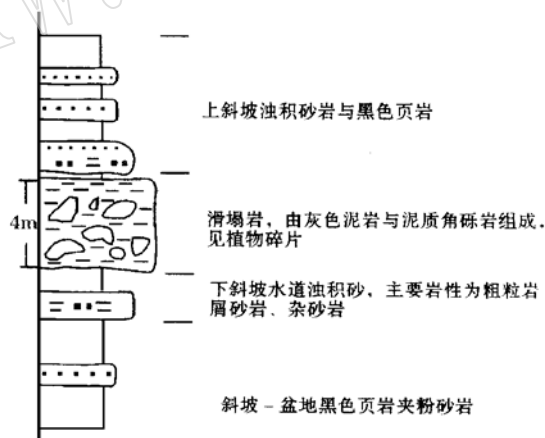 上斜坡浊积砂岩与黑色页岩
4m
滑塌岩，由灰色泥岩与泥质角砾岩组成.
见植物碎片
下斜坡水道浊积砂，主要岩性为粗粒岩
屑砂岩、杂砂岩
斜坡－盆地黑色页岩夹粉砂岩